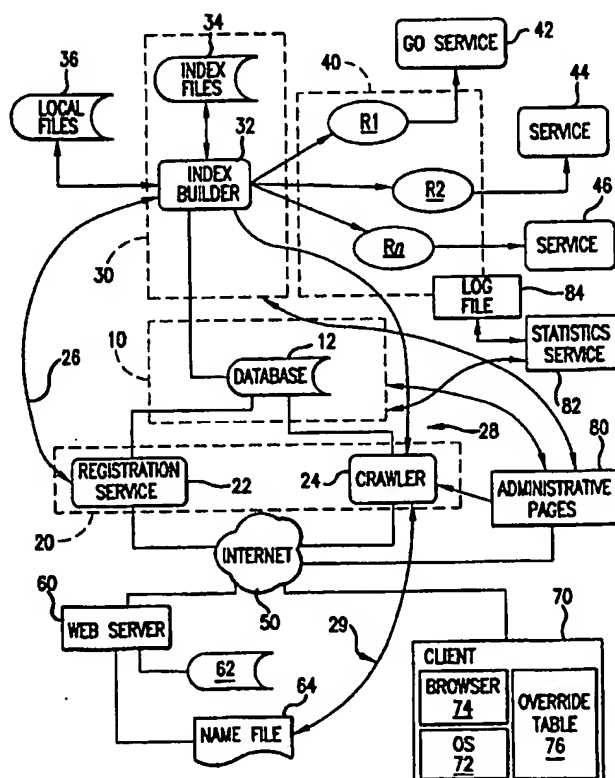 34
42
36
INDEX
FILES
40
GO SERVICE
44
LOCAL
FILES
32
R1
SERVICE
INDEX
BUILDER
R2
46
Rn
SERVICE
30
84
LOG
FILE
STATISTICS
SERVICE
10
12
26
DATABASE
82
28
80
REGISTRATION
SERVICE
22
24
CRAWLER
ADMINISTRATIVE
PAGES
20
INTERNET
60
50
70
WEB SERVER
29
CLIENT
62
BROWSER
74
OVERRIDE
TABLE
76
64
NAME FILE
OS
72